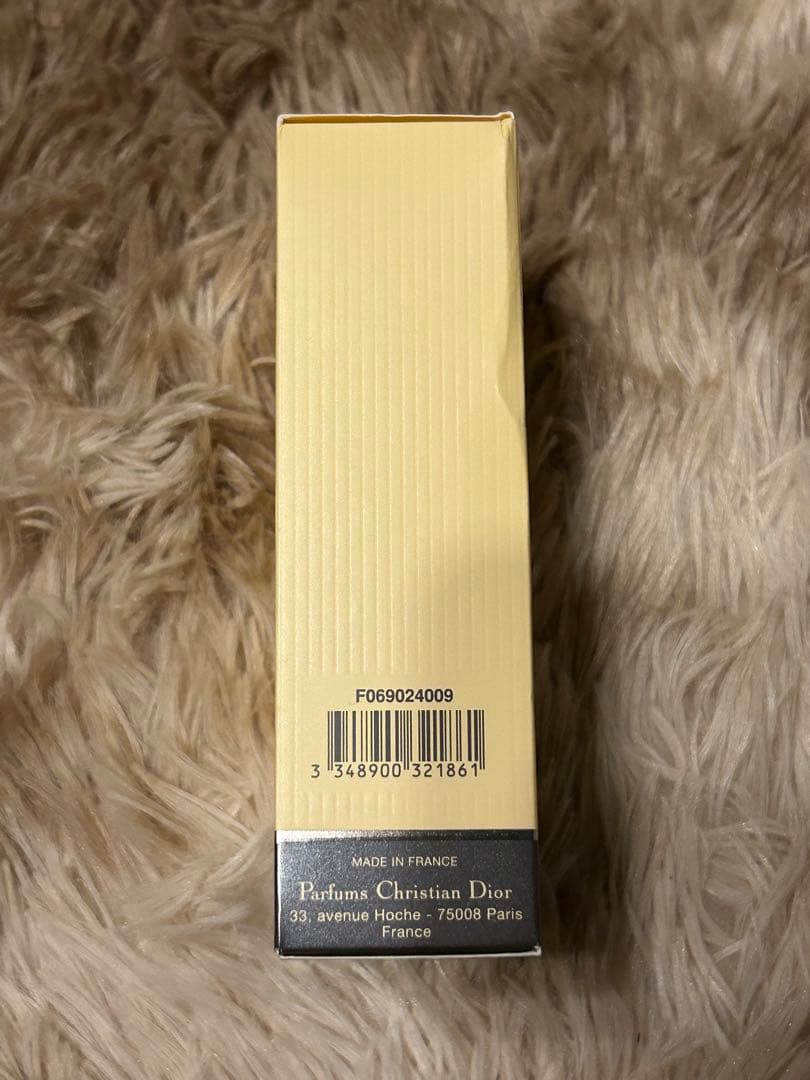 F069024009
3 348900 321861
MADE IN FRANCE
Parfums Christian Dior
33, avenue Hoche - 75008 Paris
France